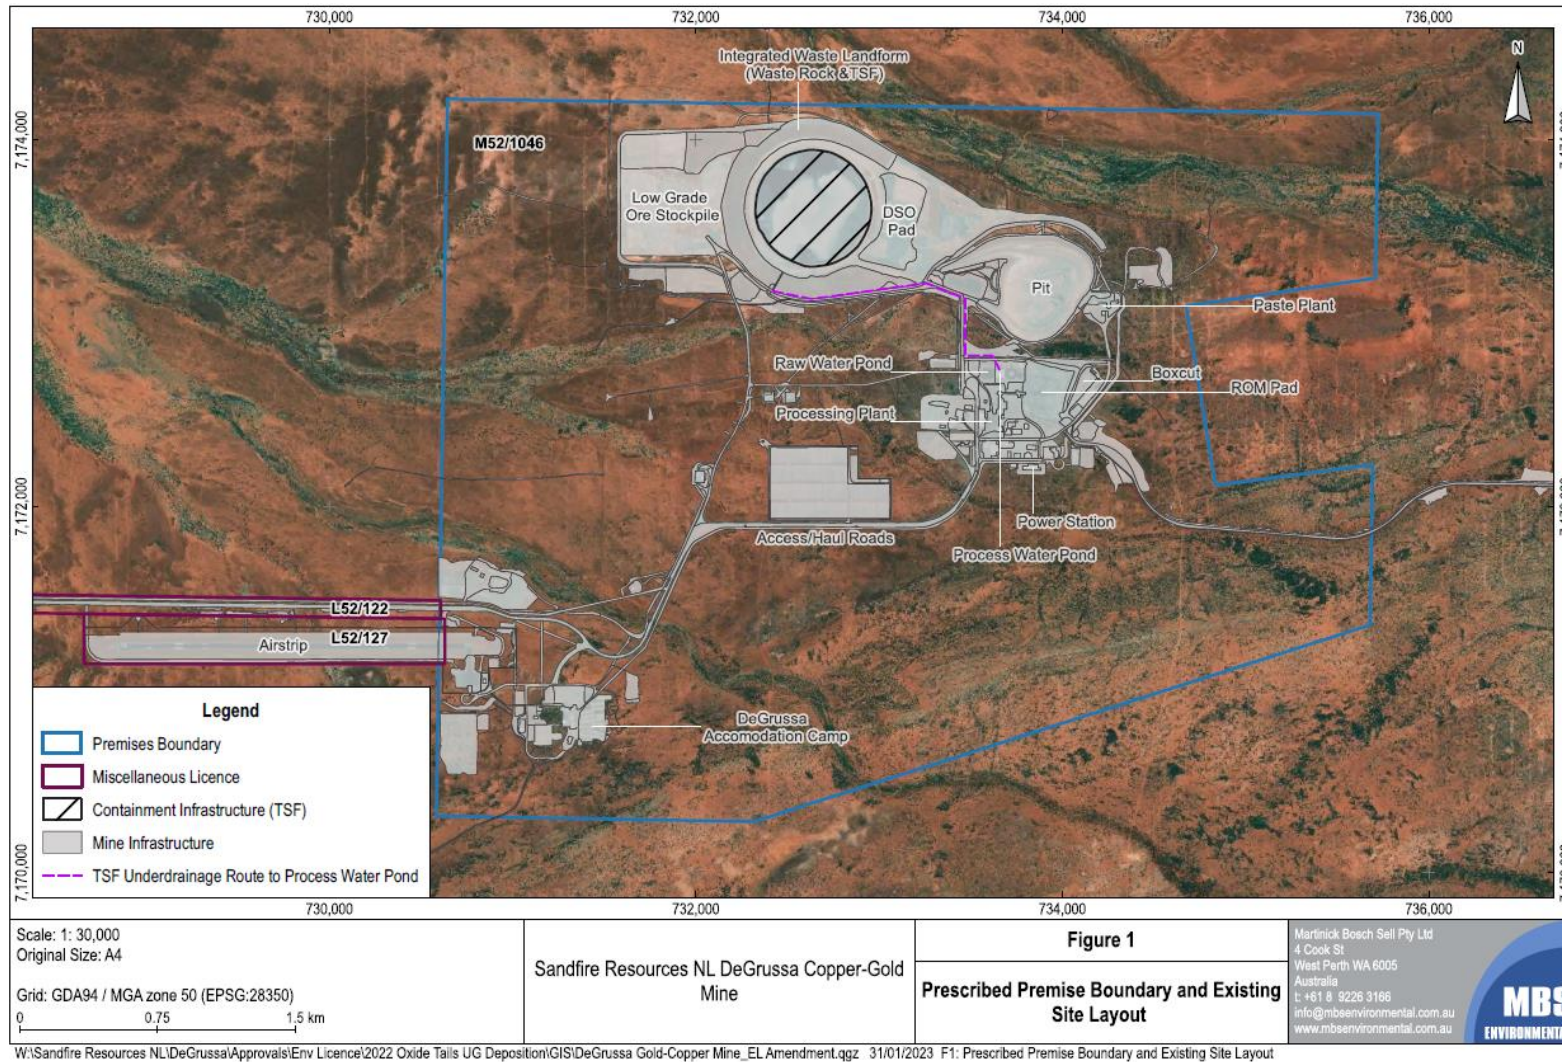 730,000
732,000
734,000
736,000
N
7,174,000
Integrated Waste Landform
(Waste Rock &TSF)
M52/1046
Low Grade
Ore Stockpile
DSO
Pad
Pit
Paste Plant
Raw Water Pond
Boxcut
ROM Pad
Processing Plant
7,172,000
Power Station
Access/Haul Roads
Process Water Pond
L52/122
L52/127
Airstrip
DeGrussa
Accomodation Camp
Legend
Premises Boundary
Miscellaneous Licence
Containment Infrastructure (TSF)
Mine Infrastructure
TSF Underdrainage Route to Process Water Pond
7,170,000
730,000
732,000
734,000
736,000
Scale: 1: 30,000
Original Size: A4
Grid: GDA94 / MGA zone 50 (EPSG:28350)
0 0.75 1.5 km
Sandfire Resources NL DeGrussa Copper-Gold
Mine
Figure 1
Prescribed Premise Boundary and Existing
Site Layout
Martinick Bosch Sell Pty Ltd
4 Cook St
West Perth WA 6005
Australia
t: +61 8 9226 3166
info@mbsenvironmental.com.au
www.mbsenvironmental.com.au
MBS
ENVIRONMENTAL
W:\Sandfire Resources NL\DeGrussa\Approvals\Env Licence\2022 Oxide Tails UG Deposition\GIS\DeGrussa Gold-Copper Mine_EL Amendment.qgz 31/01/2023 F1: Prescribed Premise Boundary and Existing Site Layout